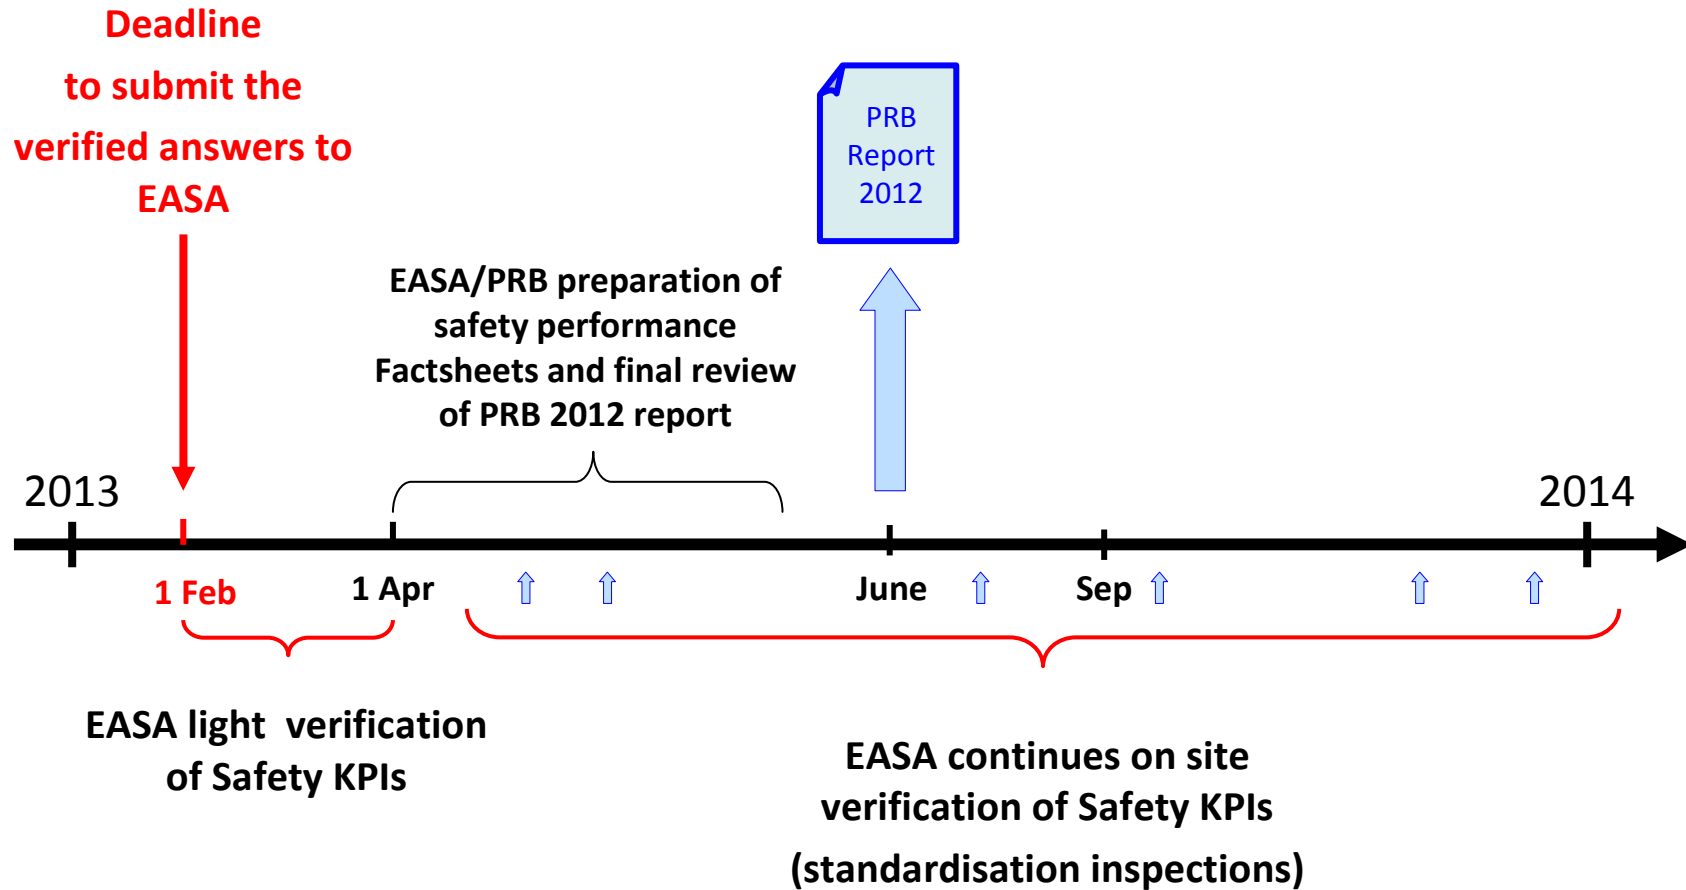 Deadline
to submit the
verified answers to
EASA
PRB
Report
2012
EASA/PRB preparation of
safety performance
Factsheets and final review
of PRB 2012 report
2013
2014
1 Feb
1 Apr
June
Sep
EASA light  verification
of Safety KPIs
EASA continues on site
verification of Safety KPIs
(standardisation inspections)